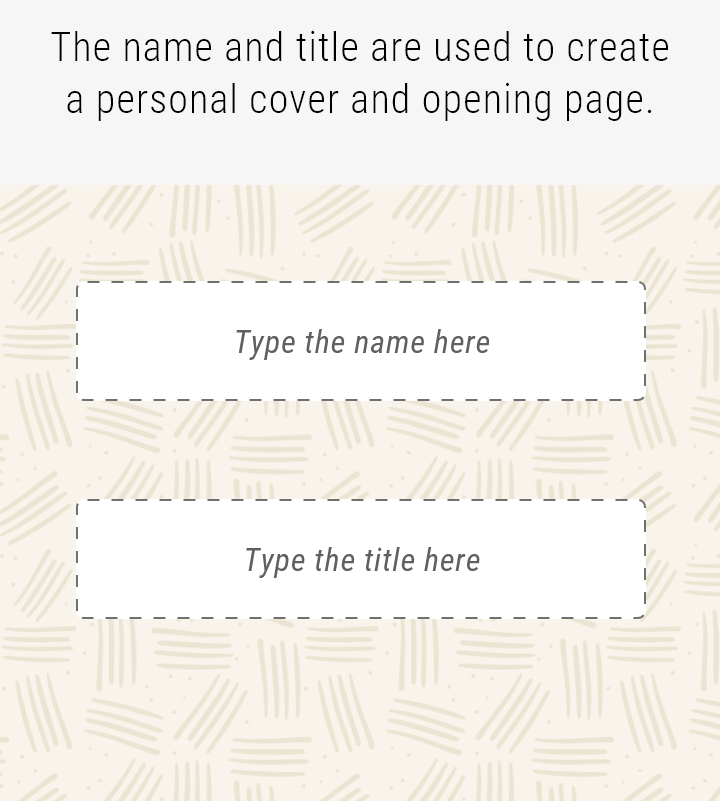 The name and title are used to create
a personal cover and opening page.
Type the name here
Type the title here